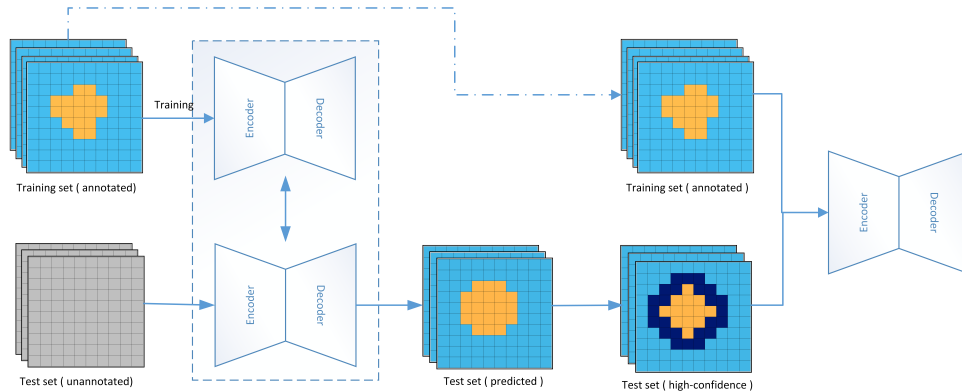 Training
Encoder
Decoder
Training set ( annotated)
Training set ( annotated )
Encoder
Decoder
Encoder
Decoder
Test set ( unannotated)
Test set ( predicted )
Test set ( high-confidence )